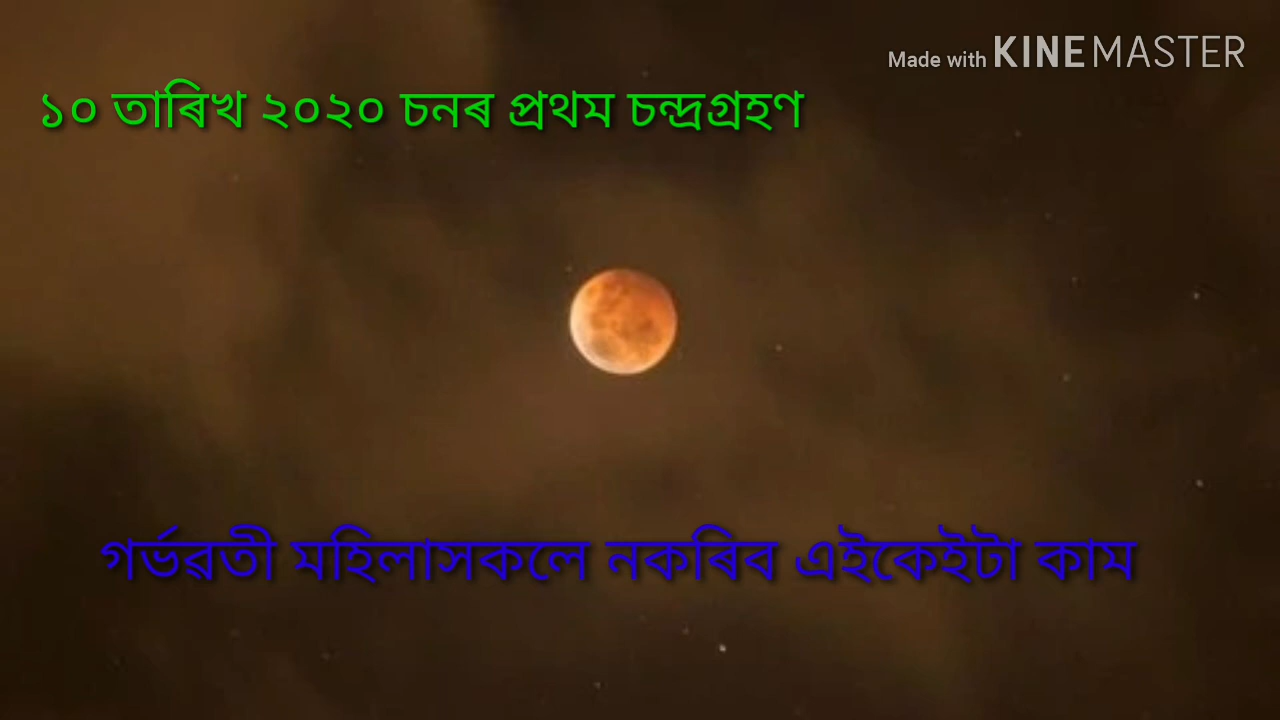 Made with KINEMASTER
১০ তাৰিখ ২০২০ চনৰ প্ৰথম চন্দ্ৰগ্ৰহণ
গৰ্ভৱতী মহিলাসকলে নকৰিব এইকেইটা কাম